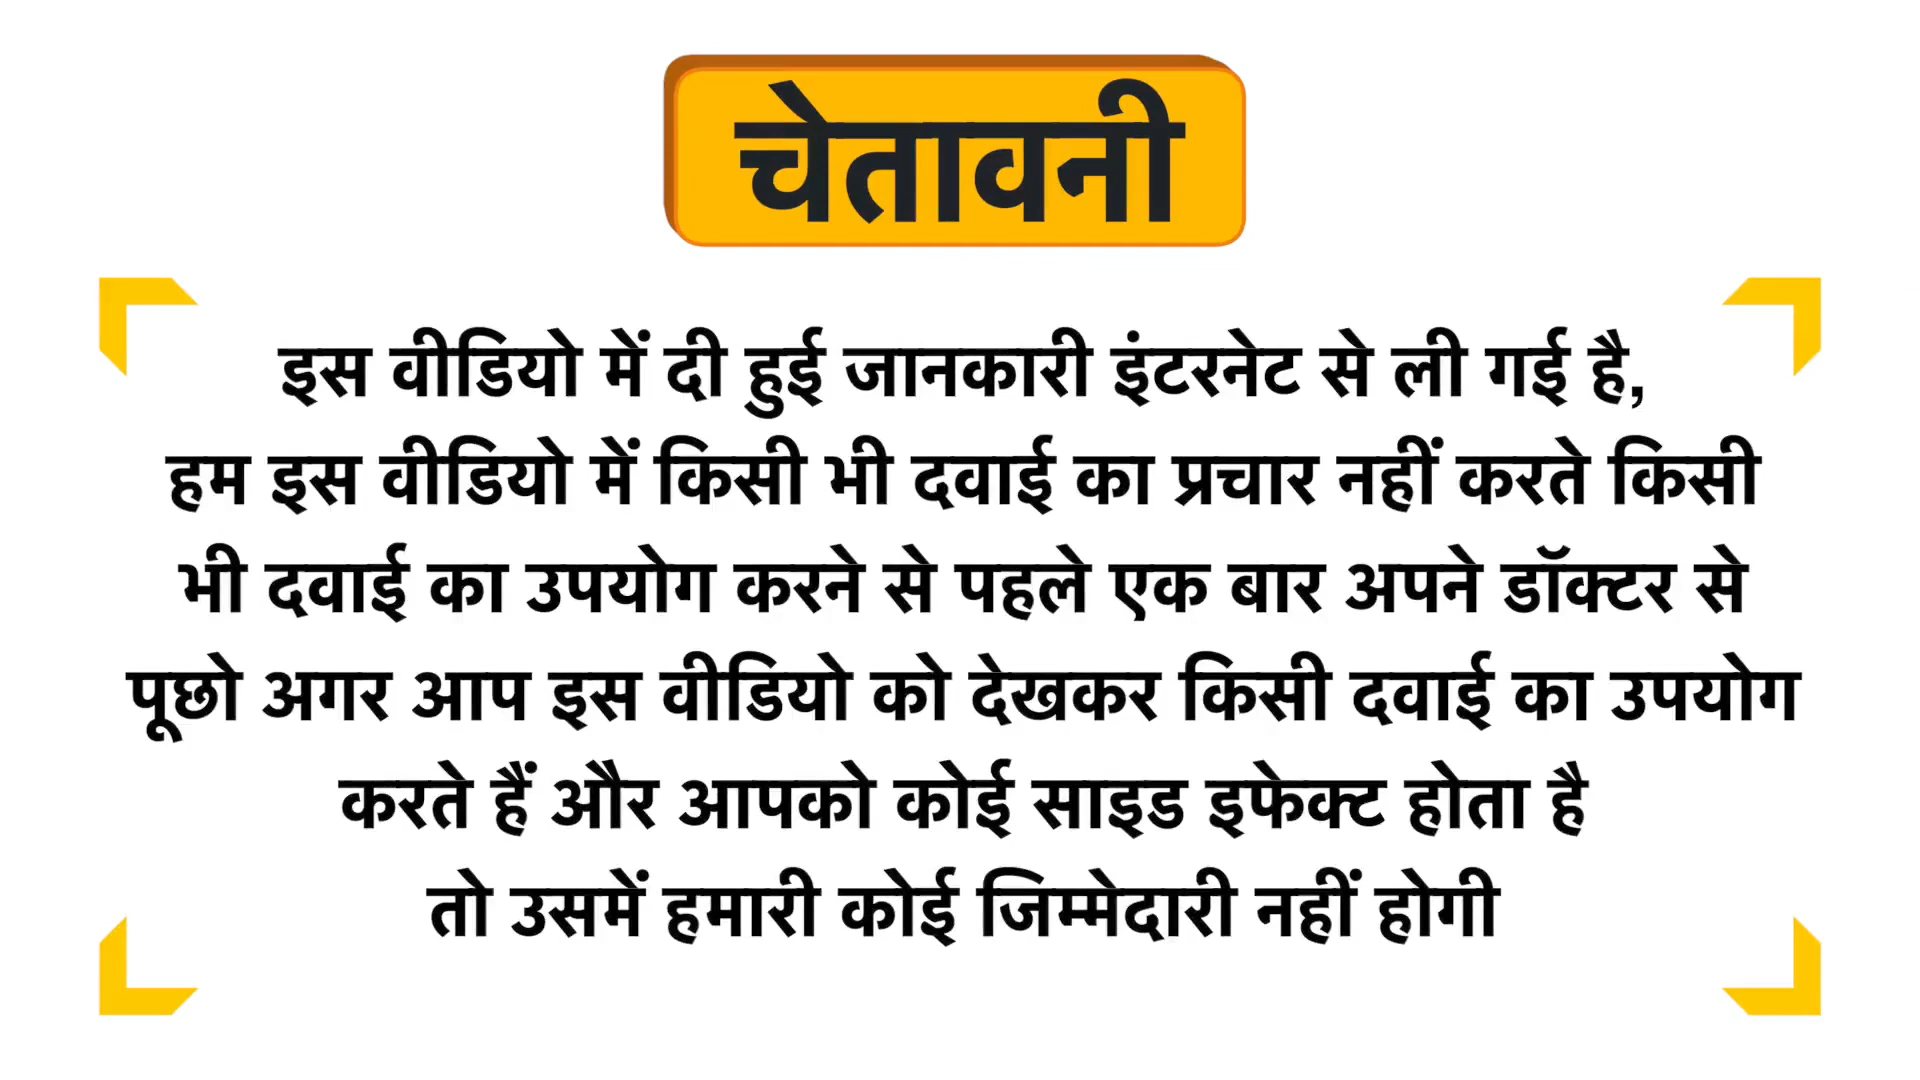 चेतावनी
इस वीडियो में दी हुई जानकारी इंटरनेट से ली गई है,
हम इस वीडियो में किसी भी दवाई का प्रचार नहीं करते किसी
भी दवाई का उपयोग करने से पहले एक बार अपने डॉक्टर से
पूछो अगर आप इस वीडियो को देखकर किसी दवाई का उपयोग
करते हैं और आपको कोई साइड इफेक्ट होता है
तो उसमें हमारी कोई जिम्मेदारी नहीं होगी